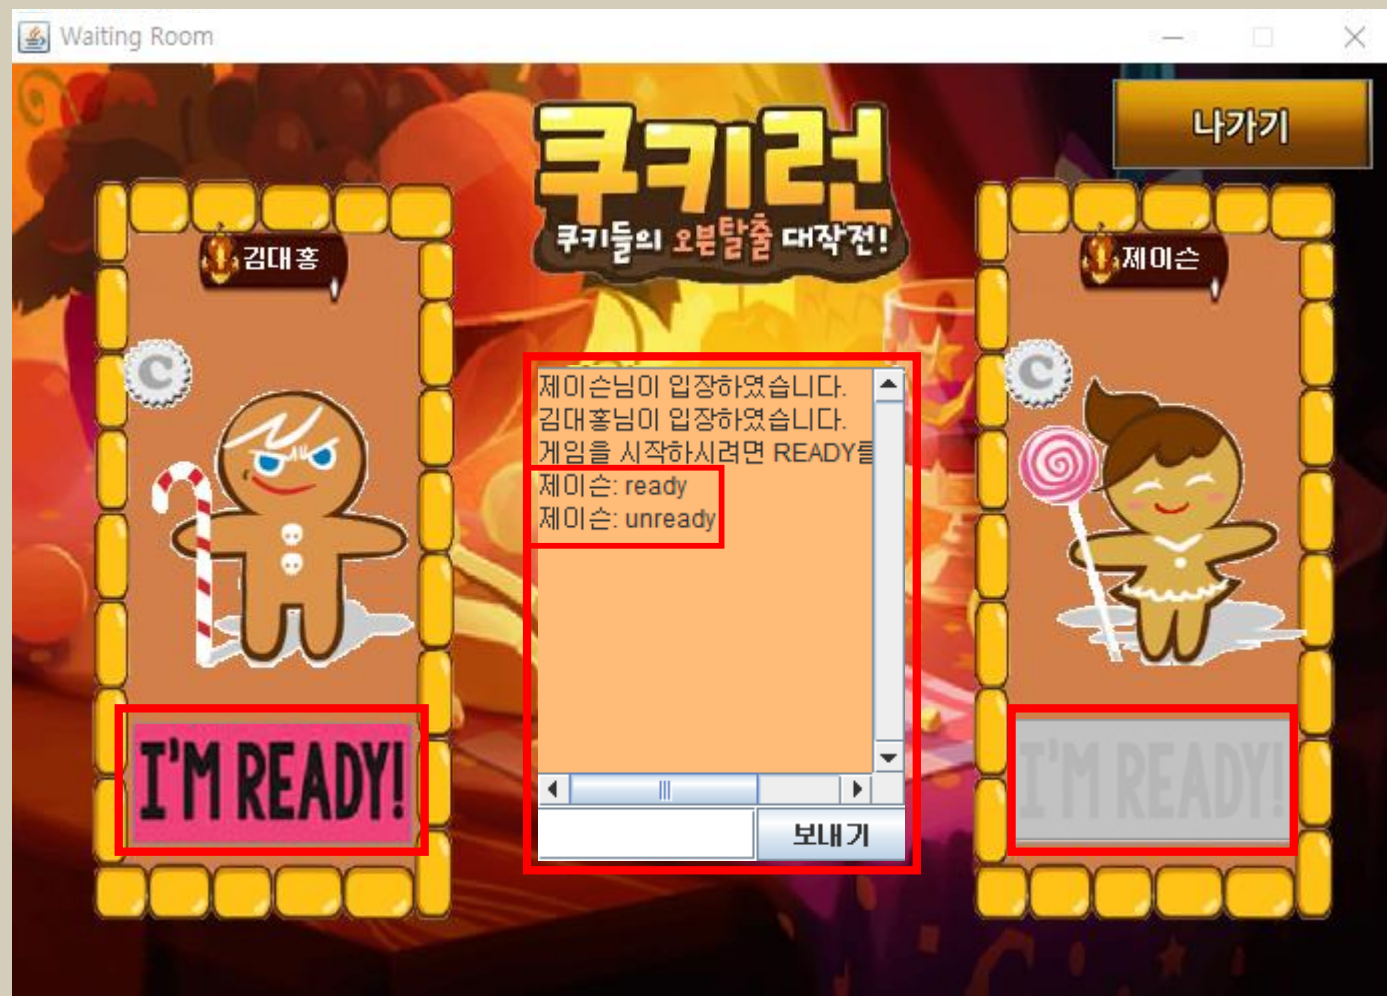 Waiting Room
쿠키런
쿠키들의 오븐탈출 대작전!
나가기
김대홍
제이슨
C
C
제이슨님이 입장하였습니다.
김대홍님이 입장하였습니다.
게임을 시작하시려면 READY를
제이슨: ready
제이슨: unready
I'M READY!
I'M READY!
보내기